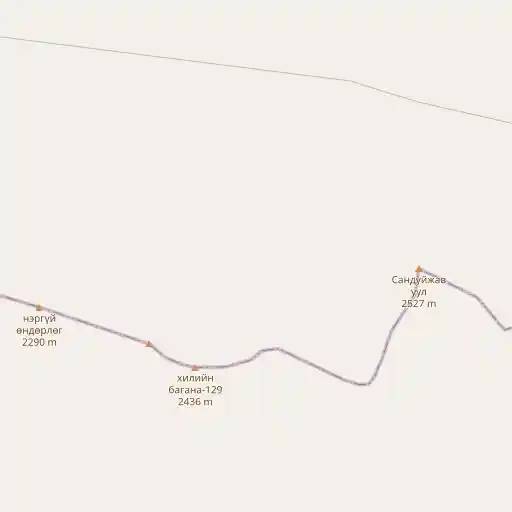 Сандуйжав
уул
2527 m
нэргүй
өндөрлөг
2290 m
хилийн
багана-129
2436 m